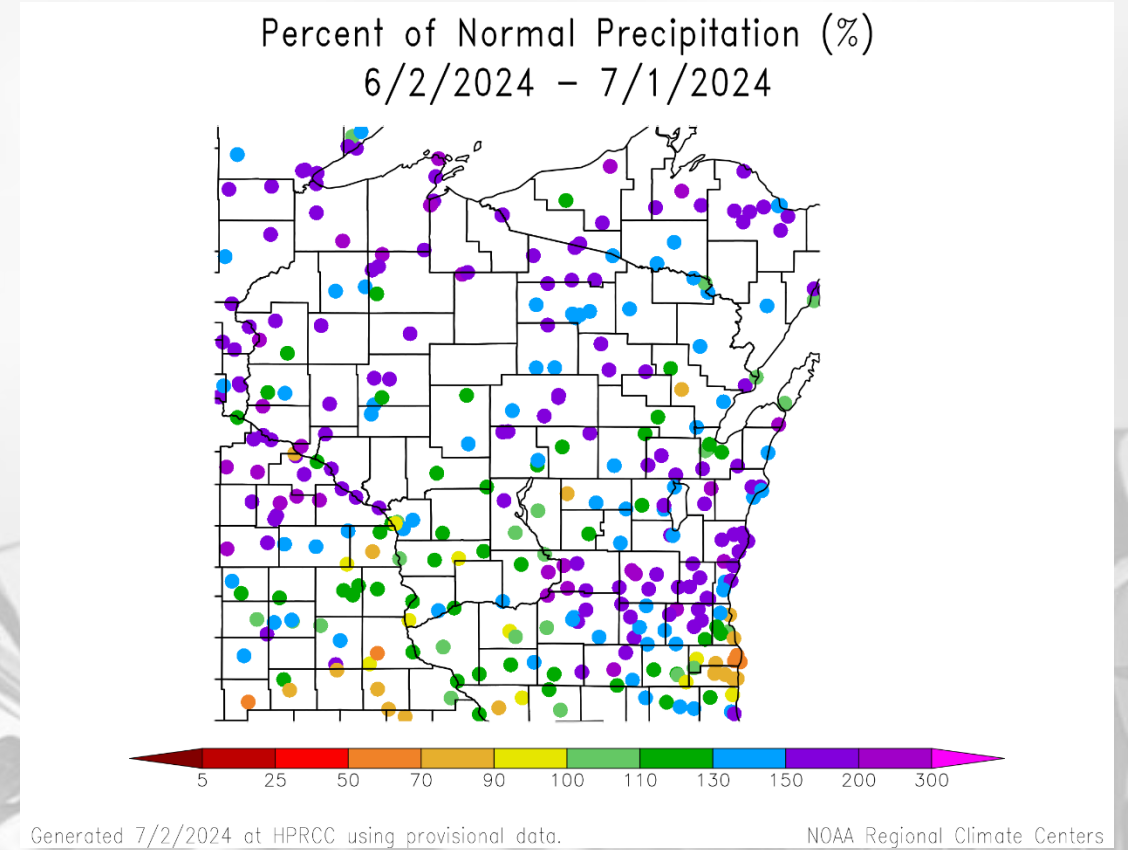 Percent of Normal Precipitation (%)
6/2/2024 – 7/1/2024
5 25 50 70 90 100 110 130 150 200 300
Generated 7/2/2024 at HPRCC using provisional data.
NOAA Regional Climate Centers